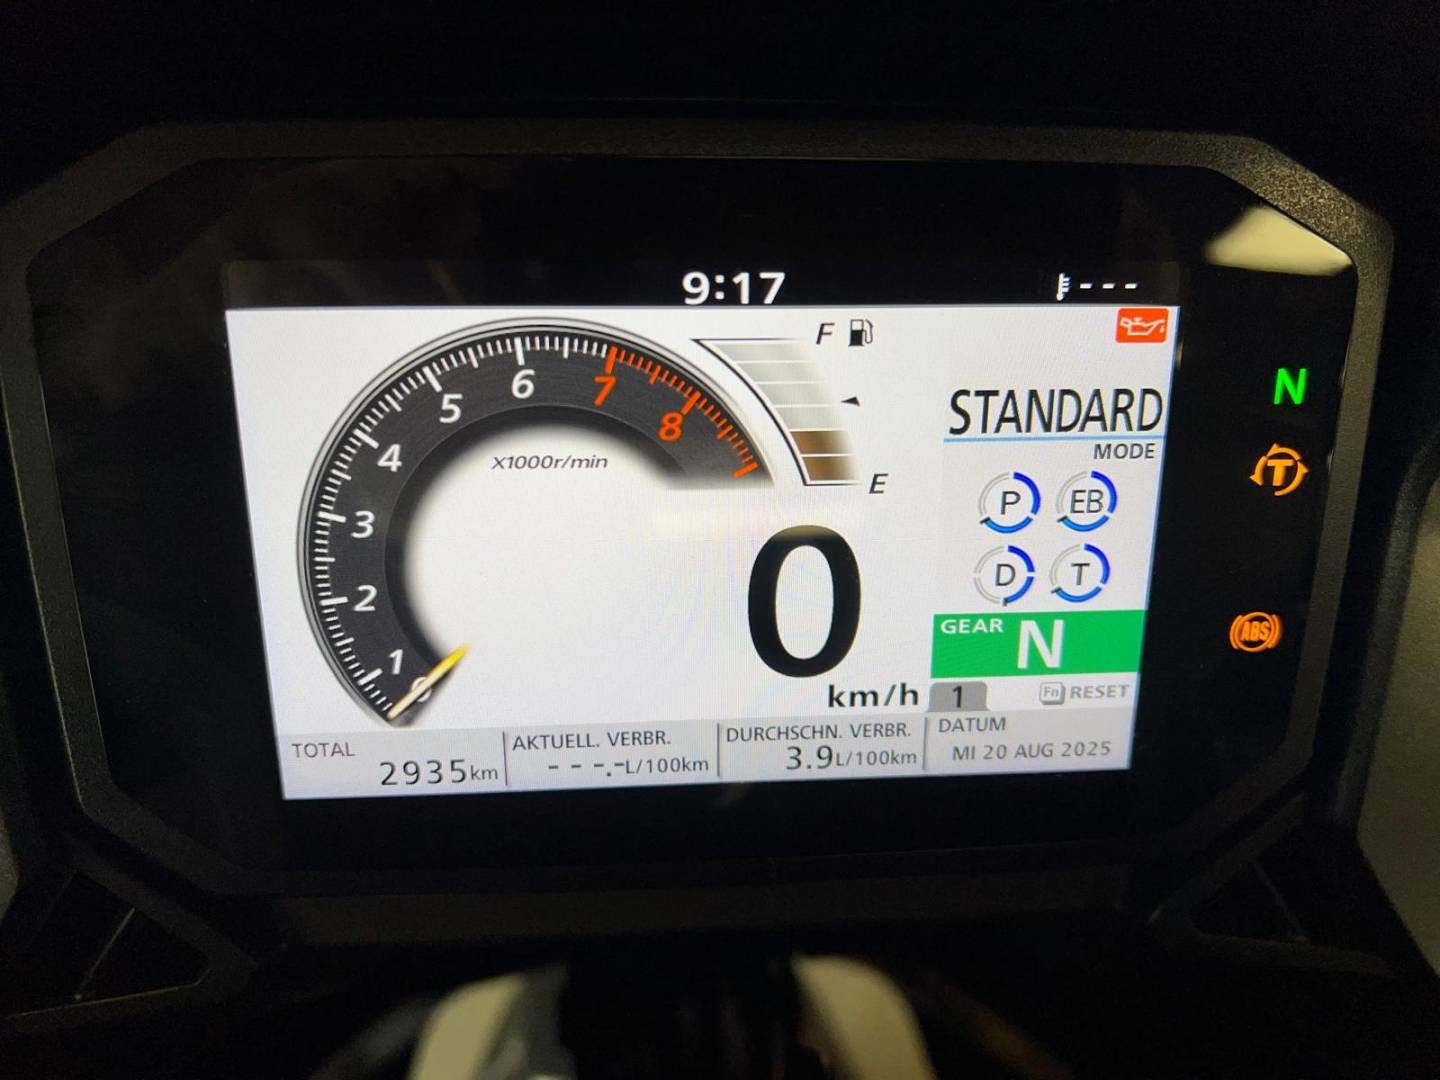 9:17
---
F
E
8
7
6
5
4
3
2
1
0
X1000r/min
STANDARD
MODE
P
EB
D
T
GEAR N
0
km/h
1
Fn RESET
TOTAL
2935km
AKTUELL. VERBR.
---.-L/100km
DURCHSCHN. VERBR.
3.9L/100km
DATUM
MI 20 AUG 2025
N
T
ABS